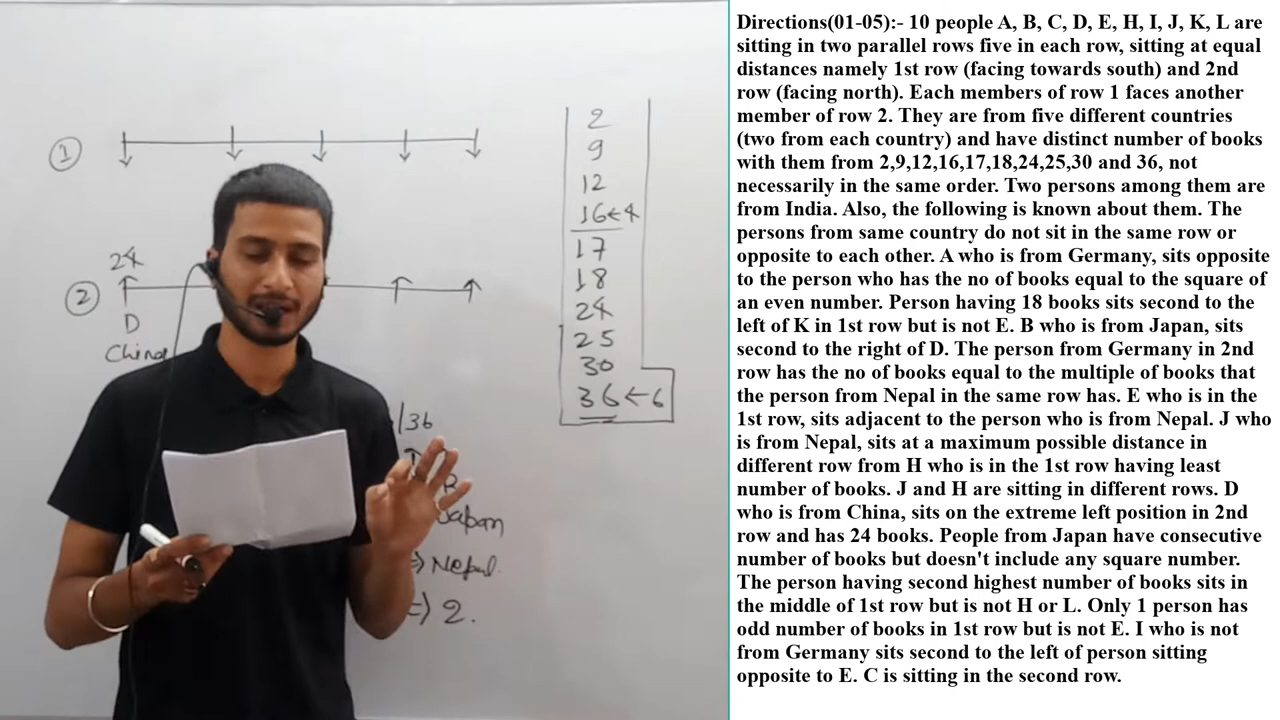 Directions(01-05):- 10 people A, B, C, D, E, H, I, J, K, L are
sitting in two parallel rows five in each row, sitting at equal
distances namely 1st row (facing towards south) and 2nd
row (facing north). Each members of row 1 faces another
member of row 2. They are from five different countries
(two from each country) and have distinct number of books
with them from 2,9,12,16,17,18,24,25,30 and 36, not
necessarily in the same order. Two persons among them are
from India. Also, the following is known about them. The
persons from same country do not sit in the same row or
opposite to each other. A who is from Germany, sits opposite
to the person who has the no of books equal to the square of
an even number. Person having 18 books sits second to the
left of K in 1st row but is not E. B who is from Japan, sits
second to the right of D. The person from Germany in 2nd
row has the no of books equal to the multiple of books that
the person from Nepal in the same row has. E who is in the
1st row, sits adjacent to the person who is from Nepal. J who
is from Nepal, sits at a maximum possible distance in
different row from H who is in the 1st row having least
number of books. J and H are sitting in different rows. D
who is from China, sits on the extreme left position in 2nd
row and has 24 books. People from Japan have consecutive
number of books but doesn't include any square number.
The person having second highest number of books sits in
the middle of 1st row but is not H or L. Only 1 person has
odd number of books in 1st row but is not E. I who is not
from Germany sits second to the left of person sitting
opposite to E. C is sitting in the second row.
1
24
2
D
China
2
9
12
16←4
17
18
24
25
30
36←6
/36
Nepal.
2.